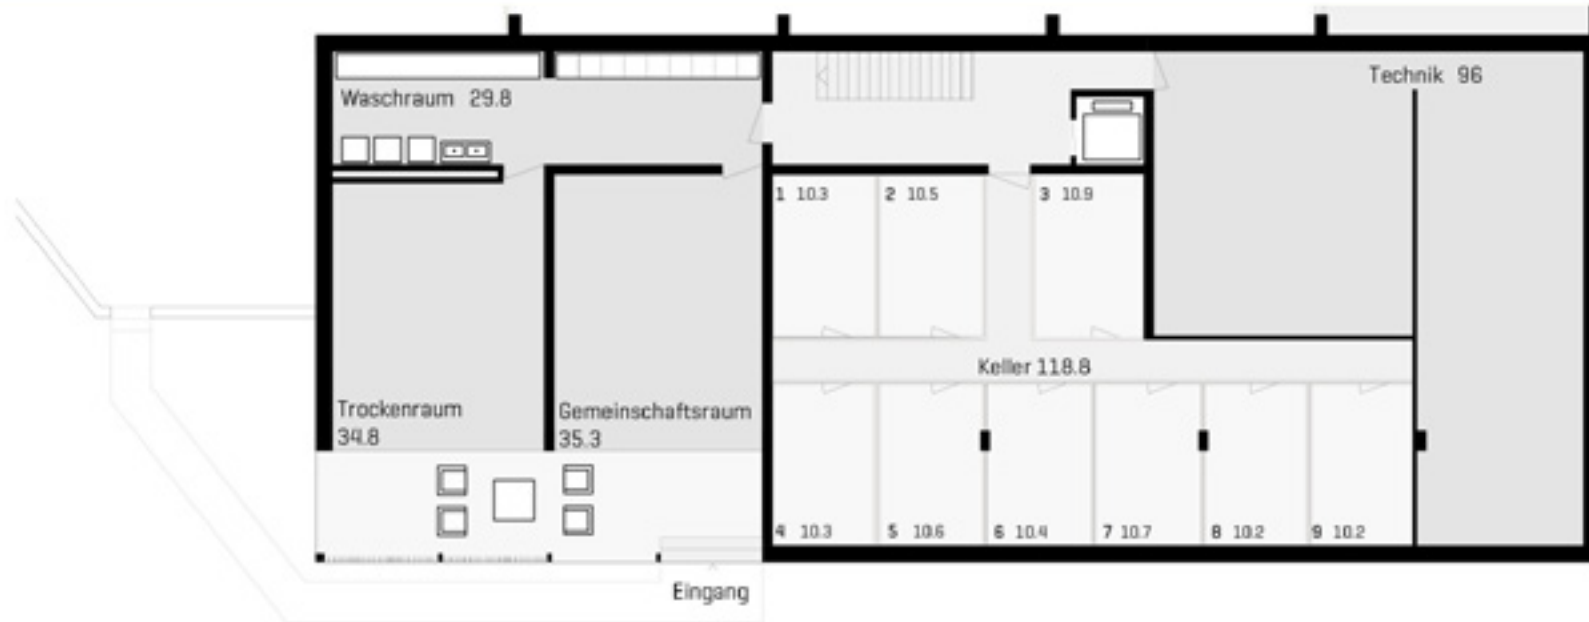 Technik 96
Waschraum 29.8
1 10.3
2 10.5
3 10.9
Keller 118.8
Trockenraum
34.8
Gemeinschaftsraum
35.3
4 10.3
5 10.6
6 10.4
7 10.7
8 10.2
9 10.2
Eingang